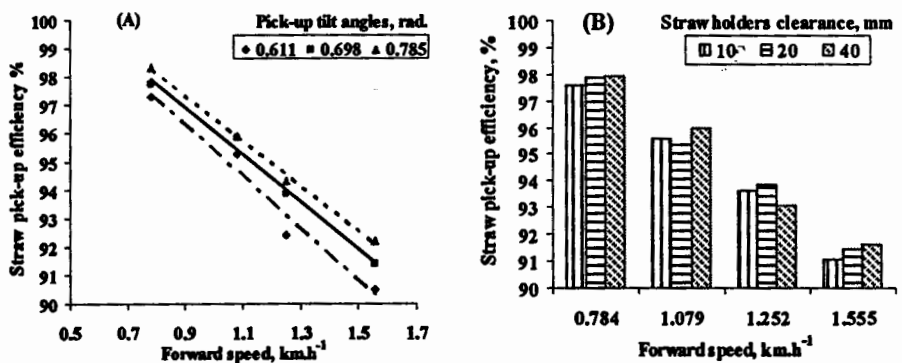 (A)
Pick-up tilt angles, rad.
0,611 0,698 0,785
Straw pick-up efficiency %
100
99
98
97
96
95
94
93
92
91
90
0.5 0.7 0.9 1.1 1.3 1.5 1.7
Forward speed, km.h-1
(B)
Straw holders clearance, mm
10 20 40
Straw pick-up efficiency, %
100
99
98
97
96
95
94
93
92
91
90
0.784 1.079 1.252 1.555
Forward speed, km.h-1